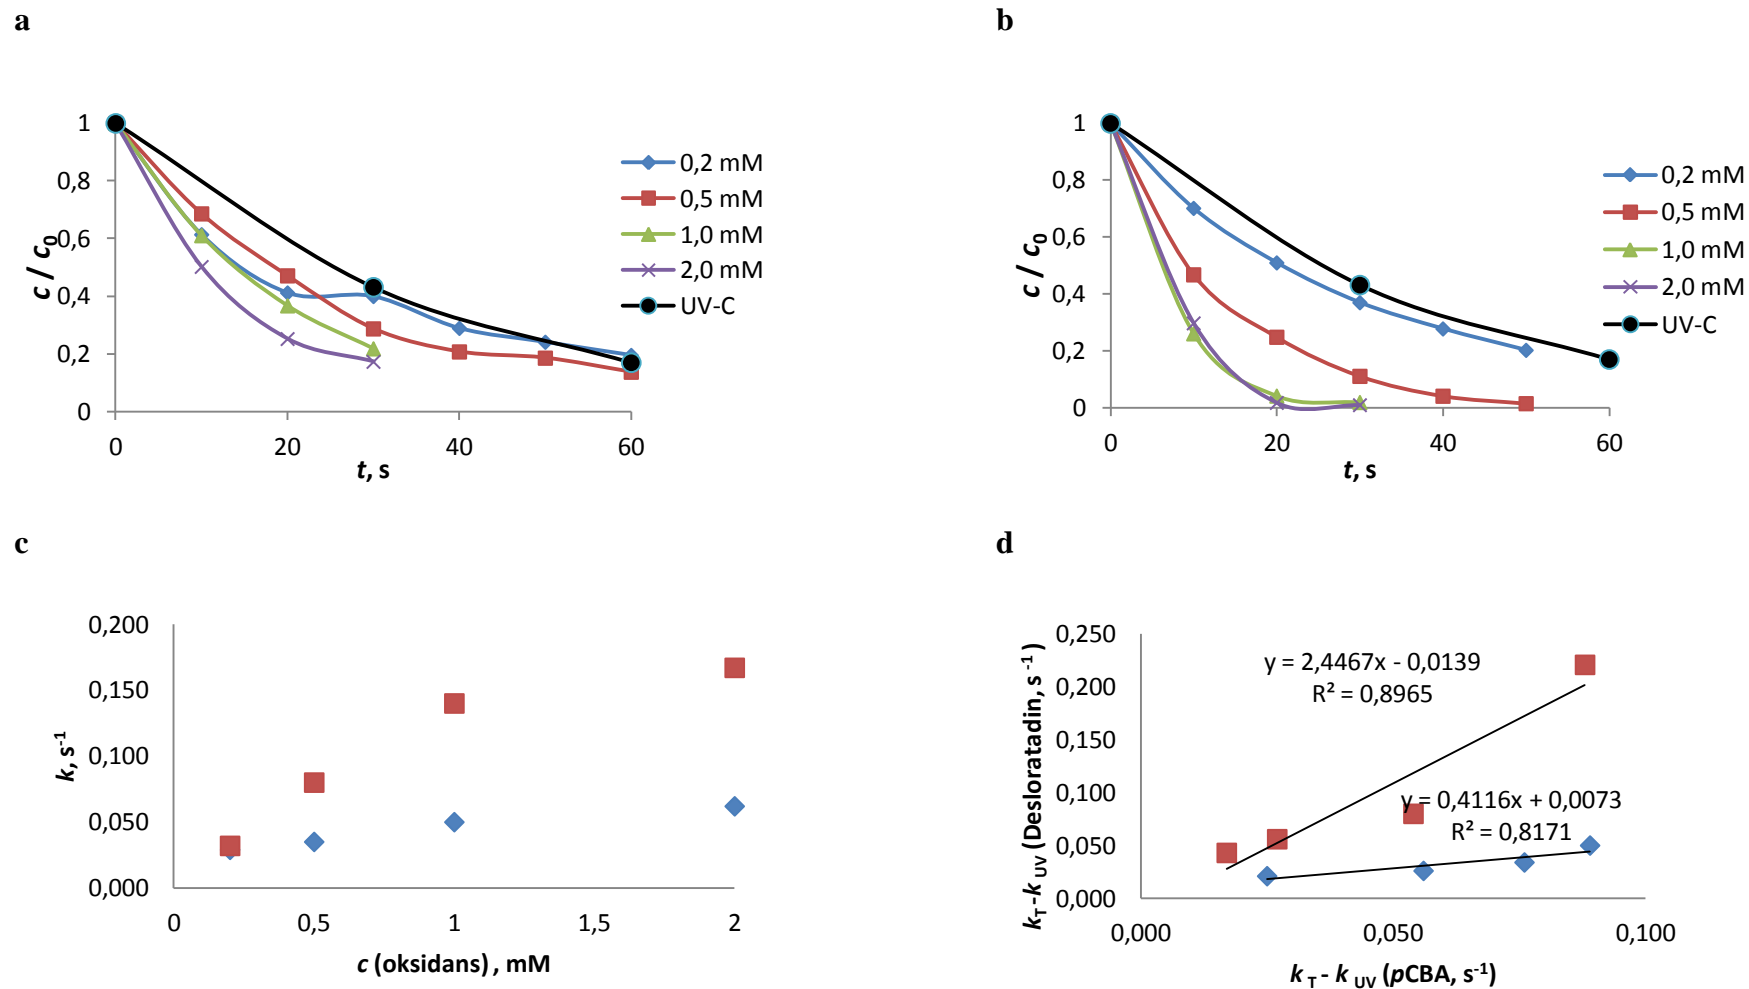 a
1
0,8
0,6
0,4
0,2
0
c / c0
0
20
40
60
t, s
0,2 mM
0,5 mM
1,0 mM
2,0 mM
UV-C
b
1
0,8
0,6
0,4
0,2
0
c / c0
0
20
40
60
t, s
0,2 mM
0,5 mM
1,0 mM
2,0 mM
UV-C
c
0,200
0,150
0,100
0,050
0,000
k, s-1
0
0,5
1
1,5
2
c (oksidans) , mM
d
0,250
0,200
0,150
0,100
0,050
0,000
kT-k UV (Desloratadin, s-1 )
y = 2,4467x - 0,0139
R² = 0,8965
y = 0,4116x + 0,0073
R² = 0,8171
0,000
0,050
0,100
k T - k UV (pCBA, s-1)